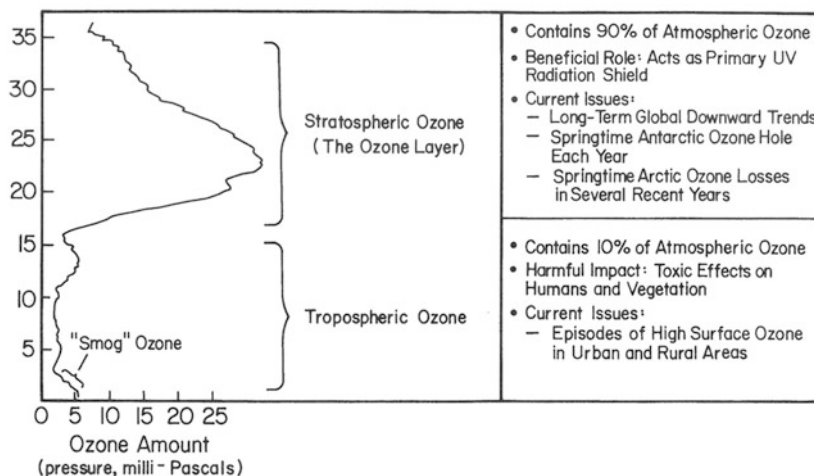 35
30
25
20
15
10
5
0 5 10 15 20 25
Ozone Amount
(pressure, milli-Pascals)
"Smog" Ozone
Stratospheric Ozone
(The Ozone Layer)
Tropospheric Ozone
• Contains 90% of Atmospheric Ozone
• Beneficial Role: Acts as Primary UV
Radiation Shield
• Current Issues:
— Long-Term Global Downward Trends
— Springtime Antarctic Ozone Hole
Each Year
— Springtime Arctic Ozone Losses
in Several Recent Years
• Contains 10% of Atmospheric Ozone
• Harmful Impact: Toxic Effects on
Humans and Vegetation
• Current Issues:
— Episodes of High Surface Ozone
in Urban and Rural Areas